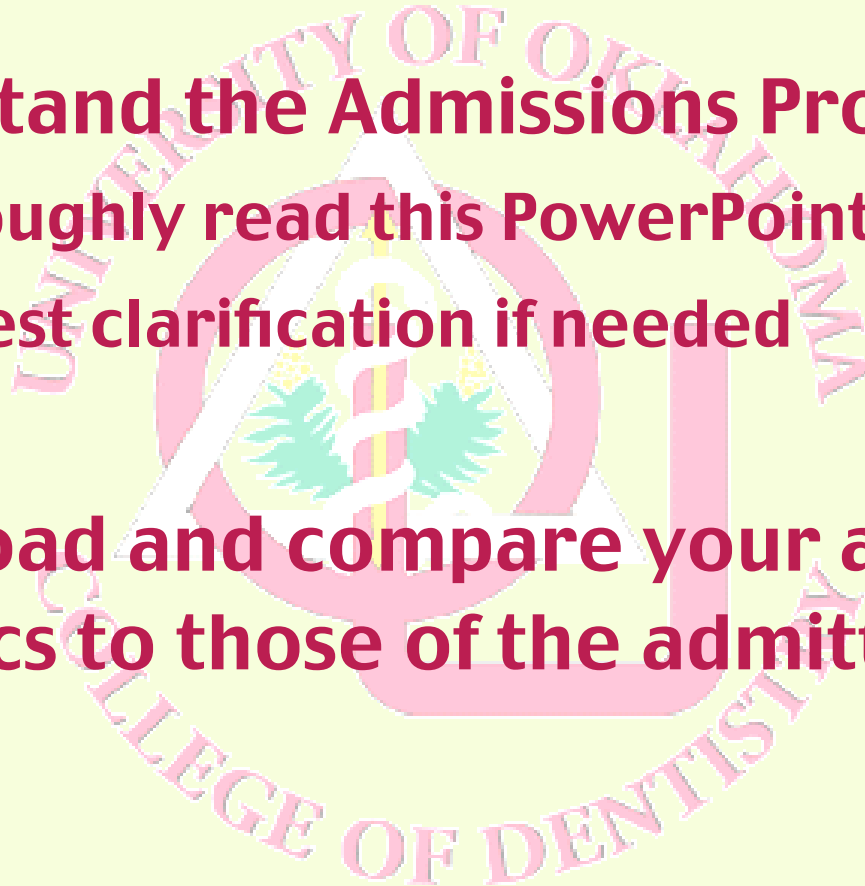 UNIVERSITY OF OKLAHOMA
tand the Admissions Pro
oughly read this PowerPoint
est clarification if needed
oad and compare your a
cs to those of the admitt
COLLEGE OF DENTISTRY